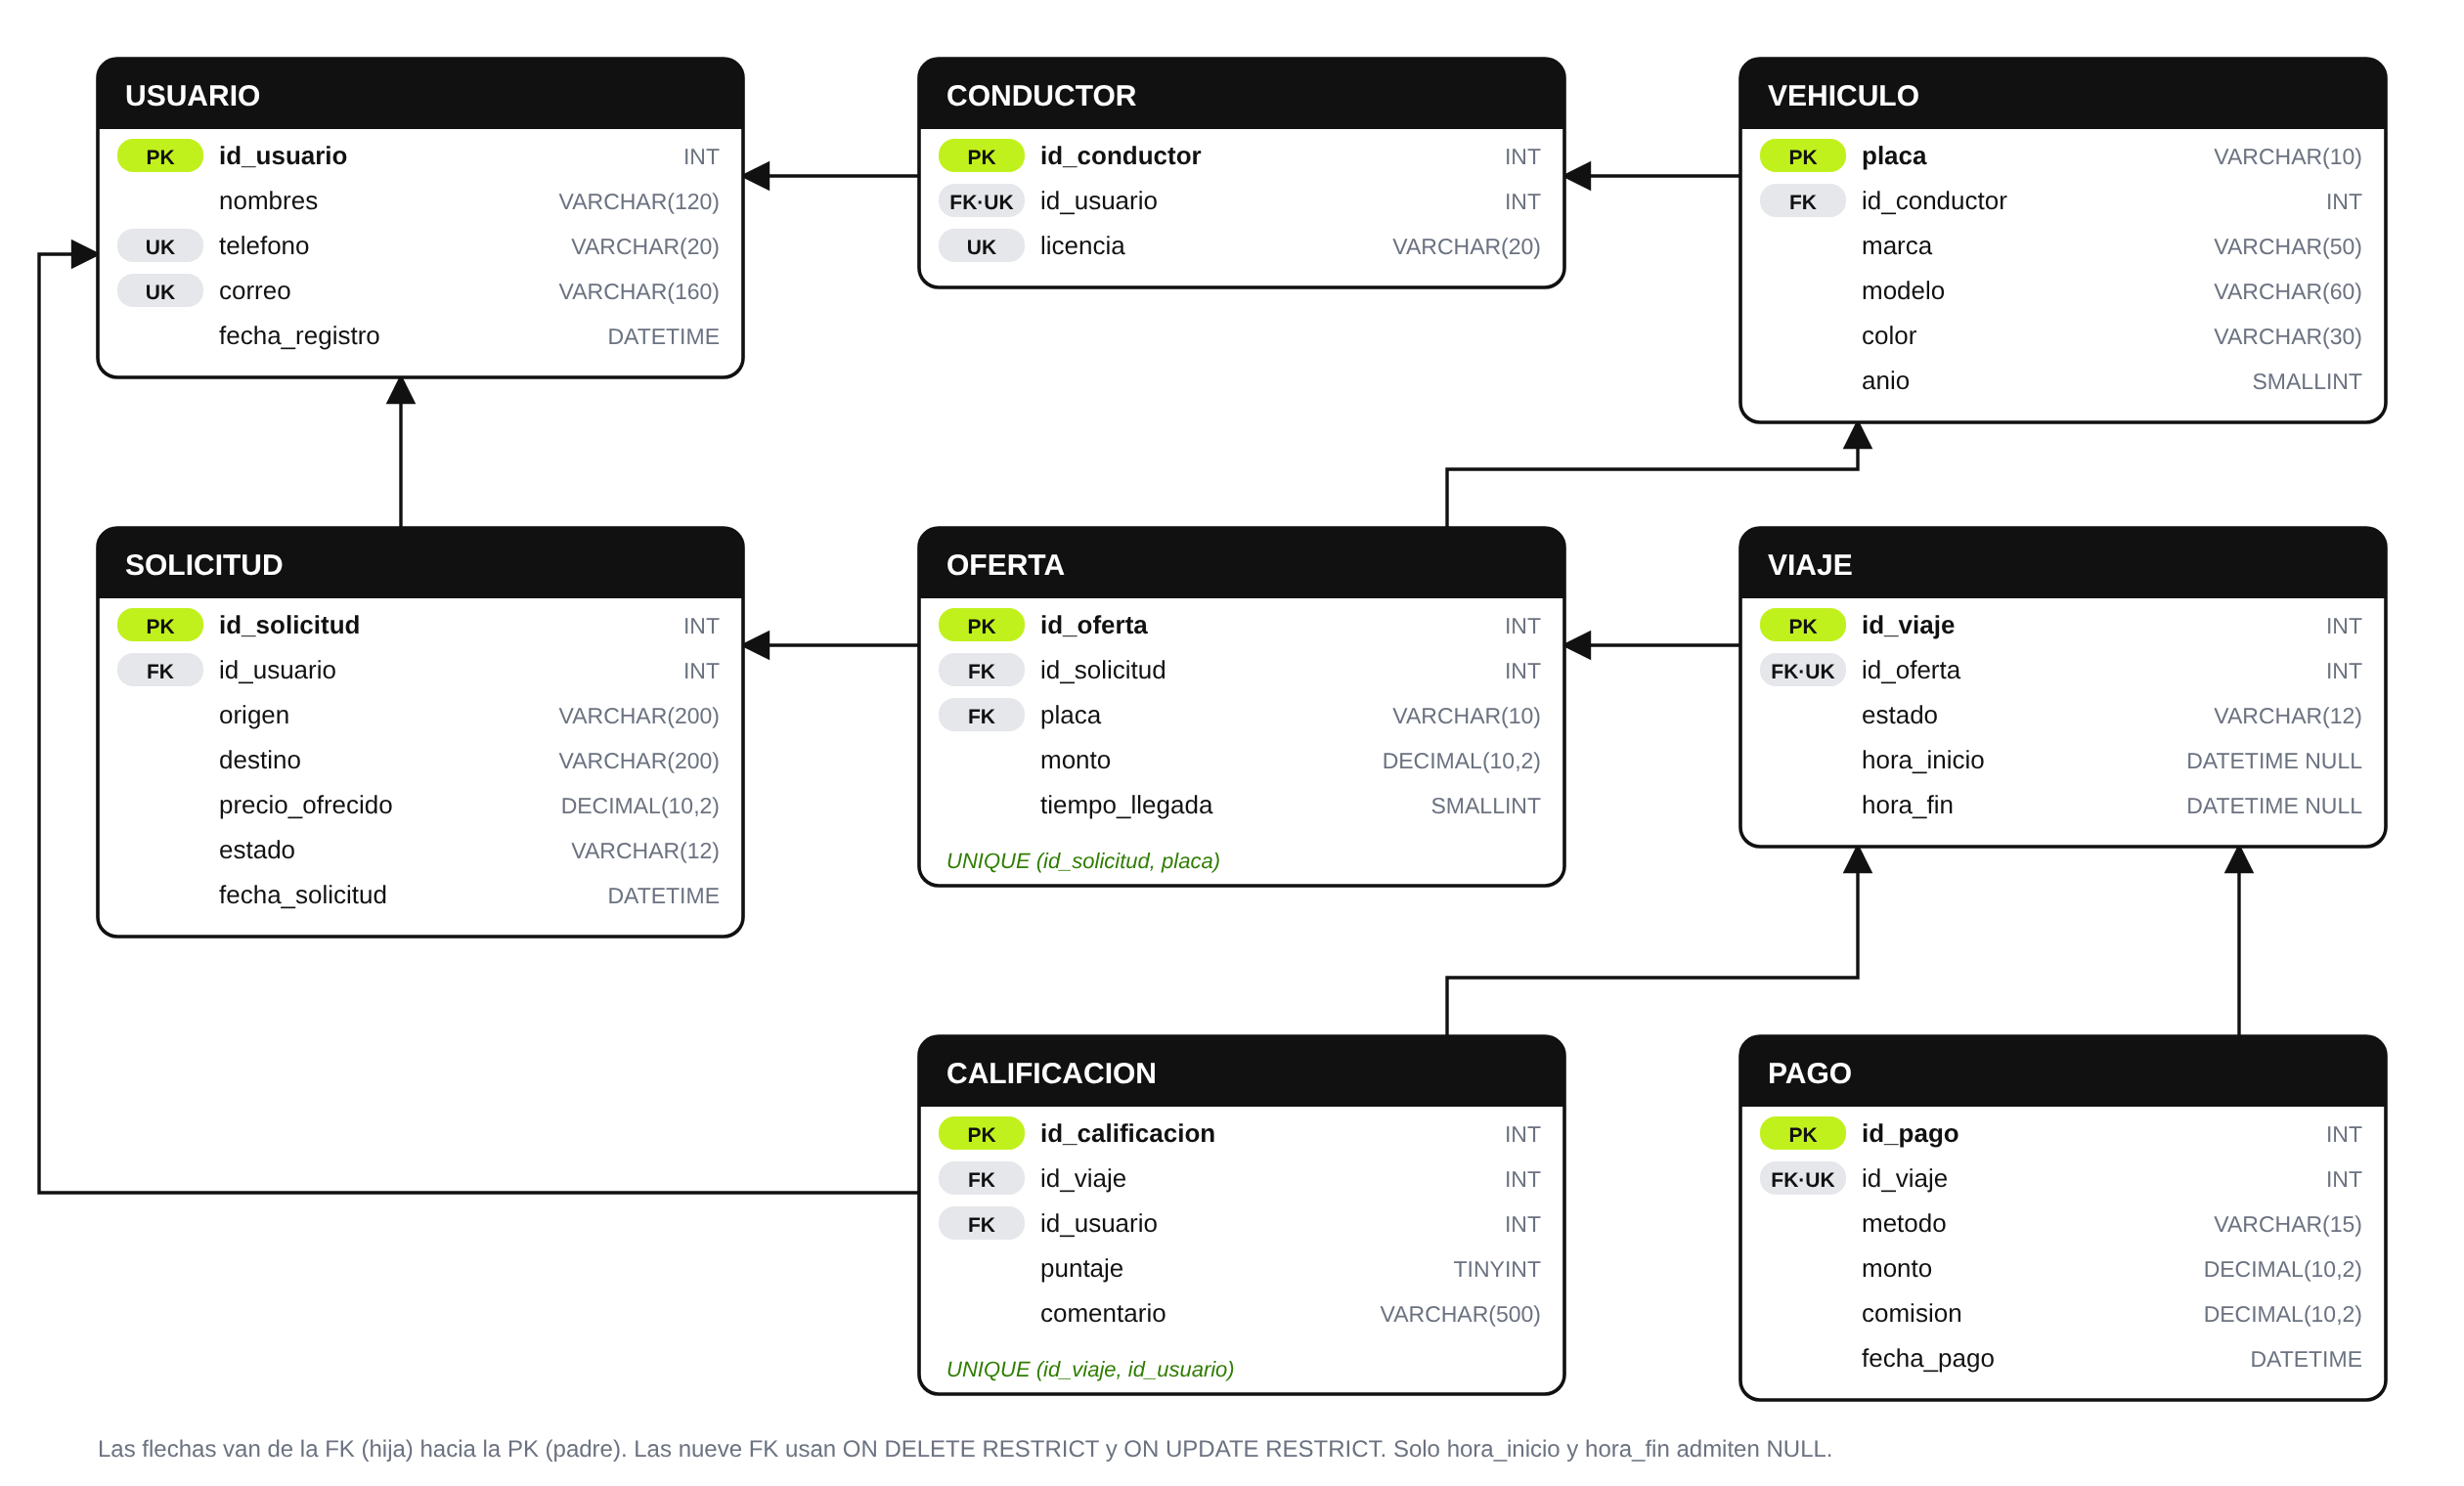 USUARIO
PK id_usuario INT
nombres VARCHAR(120)
UK telefono VARCHAR(20)
UK correo VARCHAR(160)
fecha_registro DATETIME
CONDUCTOR
PK id_conductor INT
FK·UK id_usuario INT
UK licencia VARCHAR(20)
VEHICULO
PK placa VARCHAR(10)
FK id_conductor INT
marca VARCHAR(50)
modelo VARCHAR(60)
color VARCHAR(30)
anio SMALLINT
SOLICITUD
PK id_solicitud INT
FK id_usuario INT
origen VARCHAR(200)
destino VARCHAR(200)
precio_ofrecido DECIMAL(10,2)
estado VARCHAR(12)
fecha_solicitud DATETIME
OFERTA
PK id_oferta INT
FK id_solicitud INT
FK placa VARCHAR(10)
monto DECIMAL(10,2)
tiempo_llegada SMALLINT
UNIQUE (id_solicitud, placa)
VIAJE
PK id_viaje INT
FK·UK id_oferta INT
estado VARCHAR(12)
hora_inicio DATETIME NULL
hora_fin DATETIME NULL
CALIFICACION
PK id_calificacion INT
FK id_viaje INT
FK id_usuario INT
puntaje TINYINT
comentario VARCHAR(500)
UNIQUE (id_viaje, id_usuario)
PAGO
PK id_pago INT
FK·UK id_viaje INT
metodo VARCHAR(15)
monto DECIMAL(10,2)
comision DECIMAL(10,2)
fecha_pago DATETIME
Las flechas van de la FK (hija) hacia la PK (padre). Las nueve FK usan ON DELETE RESTRICT y ON UPDATE RESTRICT. Solo hora_inicio y hora_fin admiten NULL.